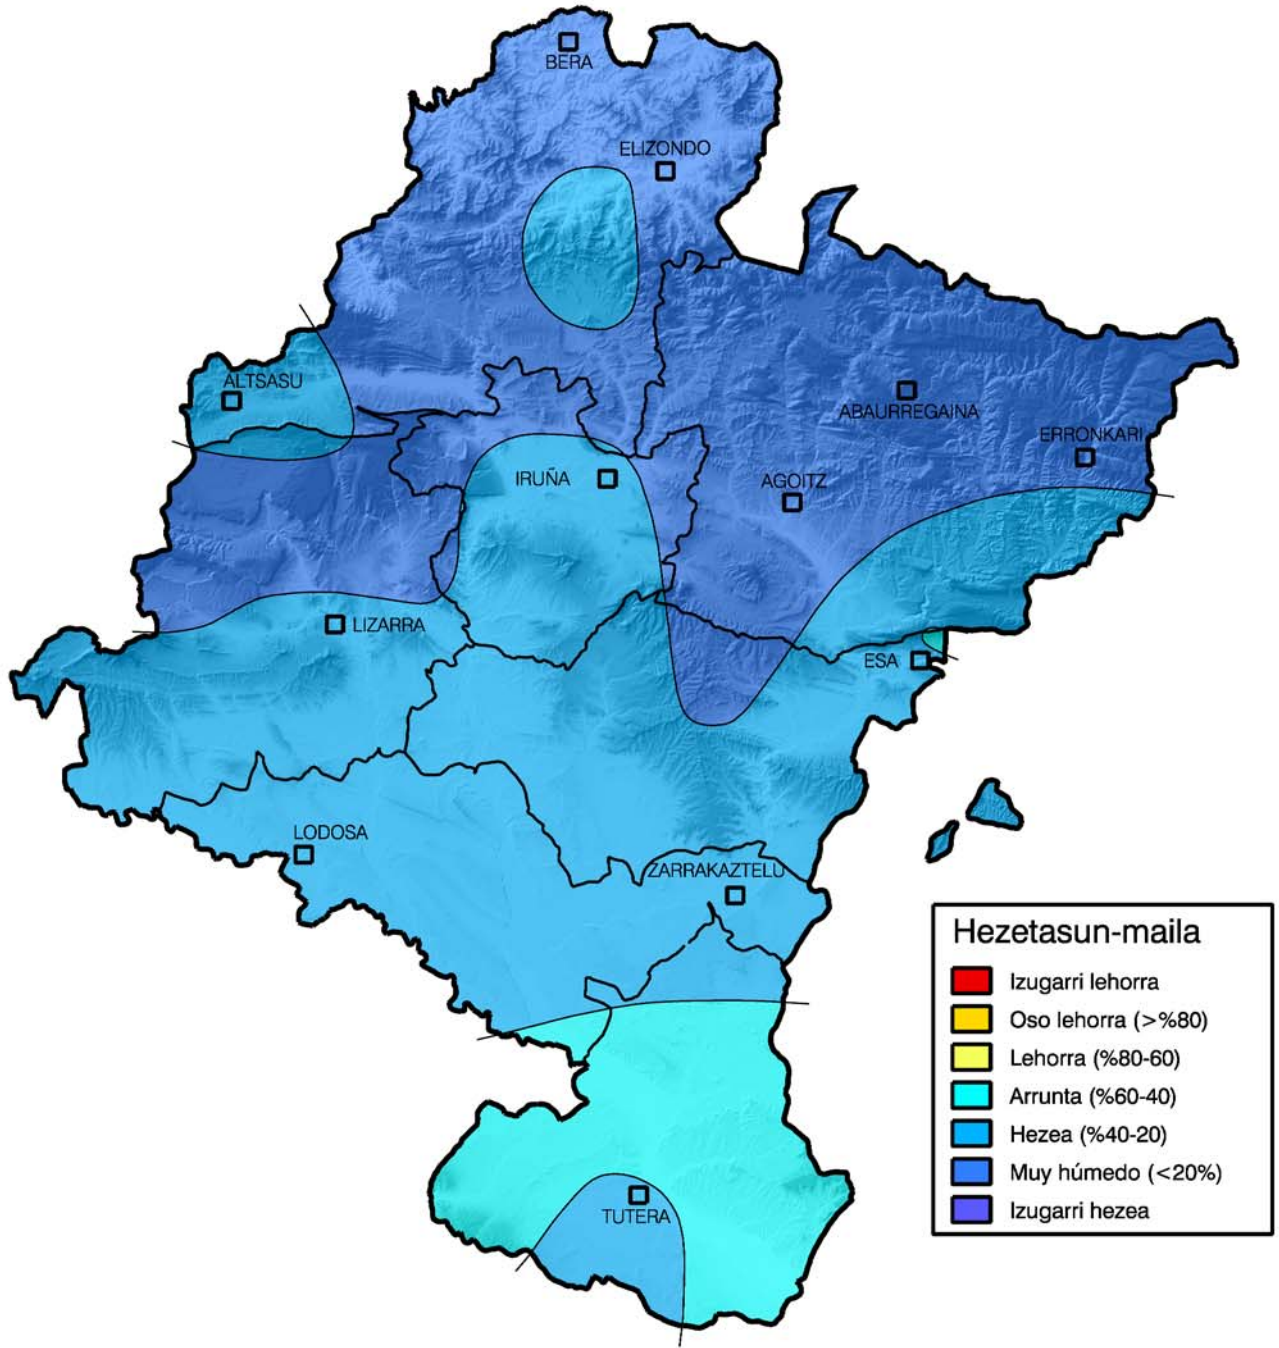 BERA
ELIZONDO
ALTSASU
ABAURREGAINA
ERRONKARI
IRUÑA
AGOITZ
LIZARRA
ESA
LODOSA
ZARRAKAZTELU
TUTERA
Hezetasun-maila
Izugarri lehorra
Oso lehorra (>%80)
Lehorra (%80-60)
Arrunta (%60-40)
Hezea (%40-20)
Muy húmedo (<20%)
Izugarri hezea